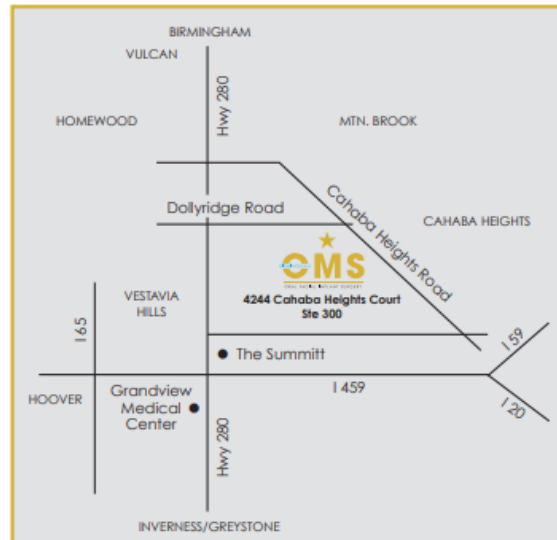 BIRMINGHAM
VULCAN
Hwy 280
HOMEWOOD
MTN. BROOK
Dollyridge Road
Cahaba Heights Road
CAHABA HEIGHTS
OMS
4244 Cahaba Heights Court
Ste 300
VESTAVIA
HILLS
I 65
The Summitt
I 59
I 459
I 20
HOOVER
Grandview
Medical
Center
Hwy 280
INVERNESS/GREYSTONE